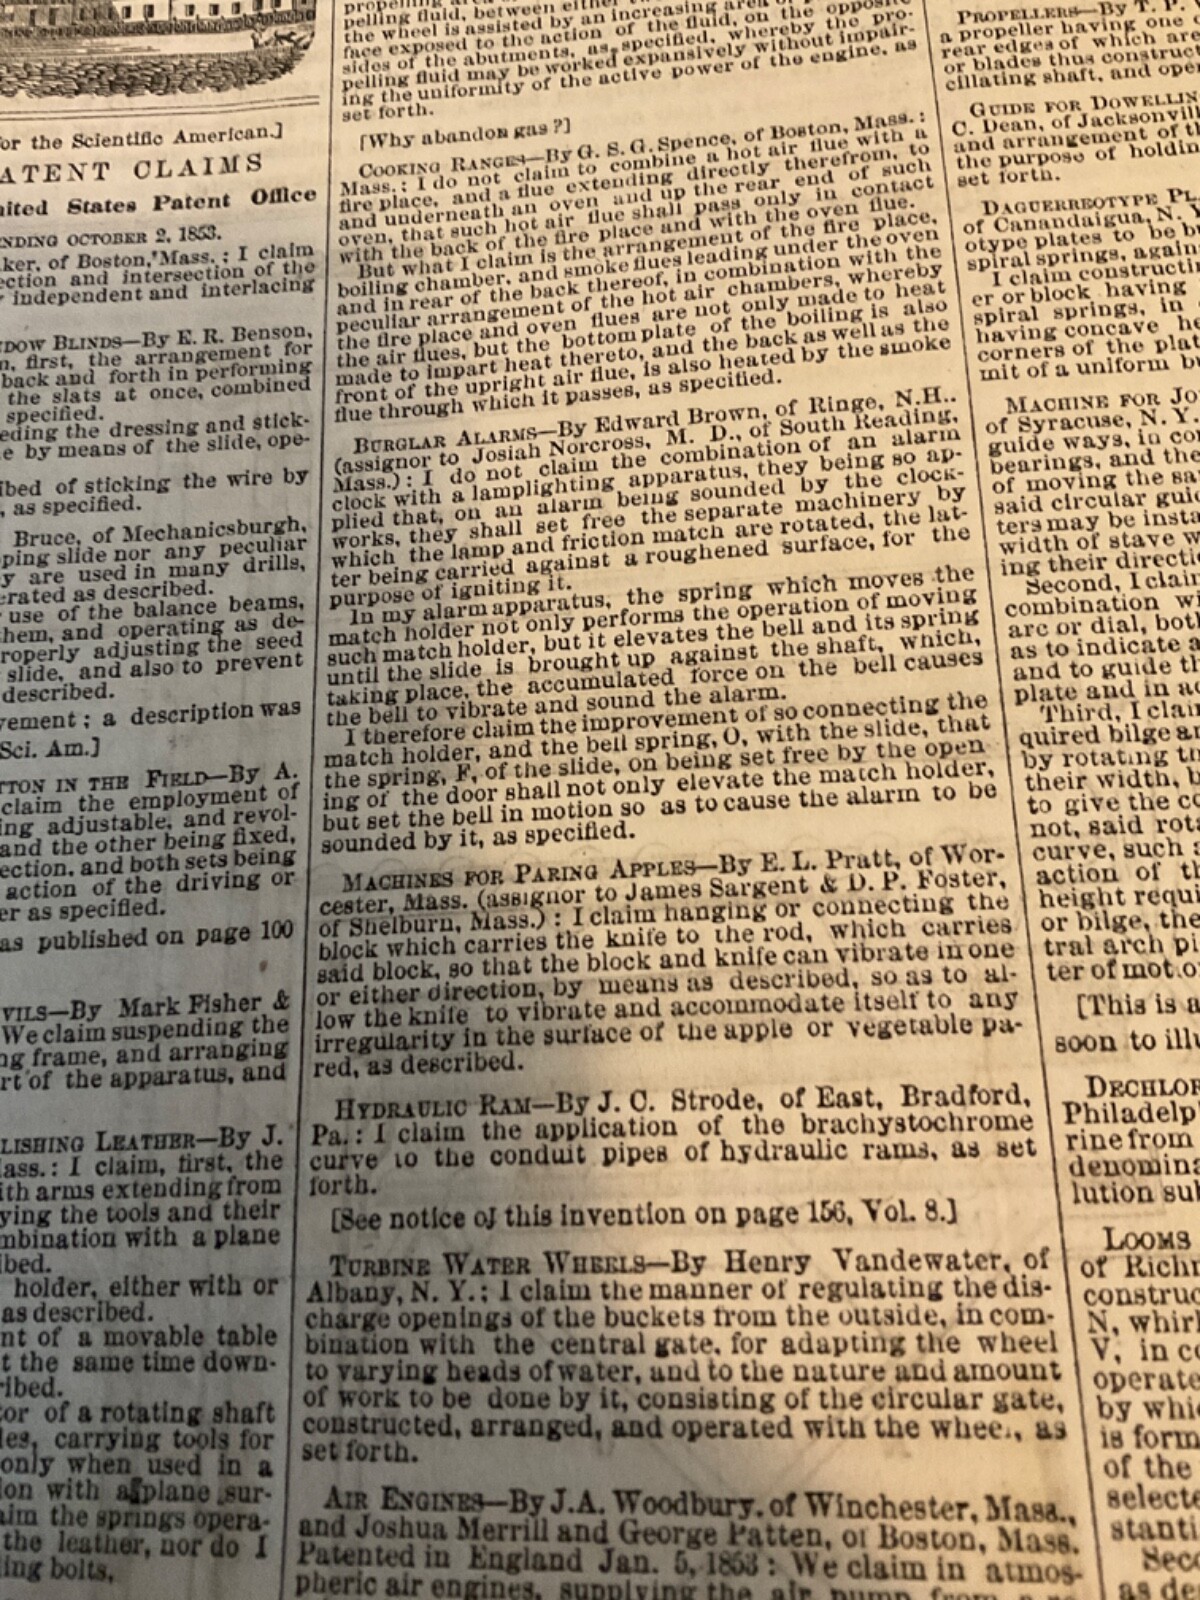 for the Scientific American.]
ATENT CLAIMS
nited States Patent Office
ENDING OCTOBER 2, 1853.
ker, of Boston, Mass.: I claim
ection and intersection of the
independent and interlacing
DOW BLINDS—By E. R. Benson,
n, first, the arrangement for
back and forth in performing
the slats at once, combined
specified.
eding the dressing and stick-
e by means of the slide, ope-
ibed of sticking the wire by
, as specified.
Bruce, of Mechanicsburgh,
ping slide nor any peculiar
y are used in many drills,
erated as described.
use of the balance beams,
hem, and operating as de-
roperly adjusting the seed
slide, and also to prevent
described.
vement; a description was
Sci. Am.]
TTON IN THE FIELD—By A.
claim the employment of
ing adjustable, and revol-
and the other being fixed,
ection, and both sets being
action of the driving or
er as specified.
as published on page 100
VILS—By Mark Fisher &
We claim suspending the
ng frame, and arranging
rt of the apparatus, and
LISHING LEATHER—By J.
ass.: I claim, first, the
ith arms extending from
ying the tools and their
mbination with a plane
ibed.
holder, either with or
as described.
nt of a movable table
t the same time down-
ribed.
tor of a rotating shaft
les, carrying tools for
only when used in a
ion with a plane sur-
aim the springs opera-
the leather, nor do I
ling bolts,
pelling fluid, between either
the wheel is assisted by an increasing area
face exposed to the action of the fluid, on the opposite
sides of the abutments, as specified, whereby the pro-
pelling fluid may be worked expansively without impair-
ing the uniformity of the active power of the engine, as
set forth.
[Why abandon gas?]
COOKING RANGES—By G. S. G. Spence, of Boston, Mass.:
Mass.: I do not claim to combine a hot air flue with a
fire place, and a flue extending directly therefrom, to
and underneath an oven and up the rear end of such
oven, that such hot air flue shall pass only in contact
with the back of the fire place and with the oven flue.
But what I claim is the arrangement of the fire place,
boiling chamber, and smoke flues leading under the oven
and in rear of the back thereof, in combination with the
peculiar arrangement of the hot air chambers, whereby
the fire place and oven flues are not only made to heat
the air flues, but the bottom plate of the boiling is also
made to impart heat thereto, and the back as well as the
front of the upright air flue, is also heated by the smoke
flue through which it passes, as specified.
BURGLAR ALARMS—By Edward Brown, of Ringe, N.H..
(assignor to Josiah Norcross, M. D., of South Reading,
Mass.): I do not claim the combination of an alarm
clock with a lamplighting apparatus, they being so ap-
plied that, on an alarm being sounded by the clock-
works, they shall set free the separate machinery by
which the lamp and friction match are rotated, the lat-
ter being carried against a roughened surface, for the
purpose of igniting it.
In my alarm apparatus, the spring which moves the
match holder not only performs the operation of moving
such match holder, but it elevates the bell and its spring
until the slide is brought up against the shaft, which,
taking place, the accumulated force on the bell causes
the bell to vibrate and sound the alarm.
I therefore claim the improvement of so connecting the
match holder, and the bell spring, O, with the slide, that
the spring, F, of the slide, on being set free by the open
ing of the door shall not only elevate the match holder,
but set the bell in motion so as to cause the alarm to be
sounded by it, as specified.
MACHINES FOR PARING APPLES—By E. L. Pratt, of Wor-
cester, Mass. (assignor to James Sargent & D. P. Foster,
of Shelburn, Mass.): I claim hanging or connecting the
block which carries the knife to the rod, which carries
said block, so that the block and knife can vibrate in one
or either direction, by means as described, so as to al-
low the knife to vibrate and accommodate itself to any
irregularity in the surface of the apple or vegetable pa-
red, as described.
HYDRAULIC RAM—By J. C. Strode, of East, Bradford,
Pa.: I claim the application of the brachystochrome
curve to the conduit pipes of hydraulic rams, as set
forth.
[See notice of this invention on page 156, Vol. 8.]
TURBINE WATER WHEELS—By Henry Vandewater, of
Albany, N. Y.: I claim the manner of regulating the dis-
charge openings of the buckets from the outside, in com-
bination with the central gate, for adapting the wheel
to varying heads of water, and to the nature and amount
of work to be done by it, consisting of the circular gate,
constructed, arranged, and operated with the wheel, as
set forth.
AIR ENGINES—By J.A. Woodbury, of Winchester, Mass.,
and Joshua Merrill and George Patten, of Boston, Mass.
Patented in England Jan. 5, 1853: We claim in atmos-
pheric air engines, supplying the air pump from a
PROPELLERS—By T. P.
a propeller having one
rear edges of which are
or blades thus construc
cillating shaft, and ope
GUIDE FOR DOWELLIN
C. Dean, of Jacksonvill
and arrangement of t
the purpose of holdin
set forth.
DAGUERREOTYPE PL
of Canandaigua, N. Y
otype plates to be bu
spiral springs, again
I claim constructin
er or block having
spiral springs, in
having concave ho
corners of the plat
mit of a uniform bu
MACHINE FOR JO
of Syracuse, N. Y.
guide ways, in co
bearings, and the
of moving the sa
said circular guid
ters may be insta
width of stave w
ing their directio
Second, I claim
combination wi
arc or dial, both
as to indicate a
and to guide th
plate and in ac
Third, I claim
quired bilge an
by rotating th
their width, b
to give the co
not, said rota
curve, such a
action of th
height requi
or bilge, the
tral arch pi
ter of mot.o
[This is a
soon to illu
DECHLOR
Philadelp
rine from
denomina
lution sub
LOOMS
of Richm
construc
N, whirl
V, in co
operate
by whic
is form
of the
selecte
stanti
Seco
as de